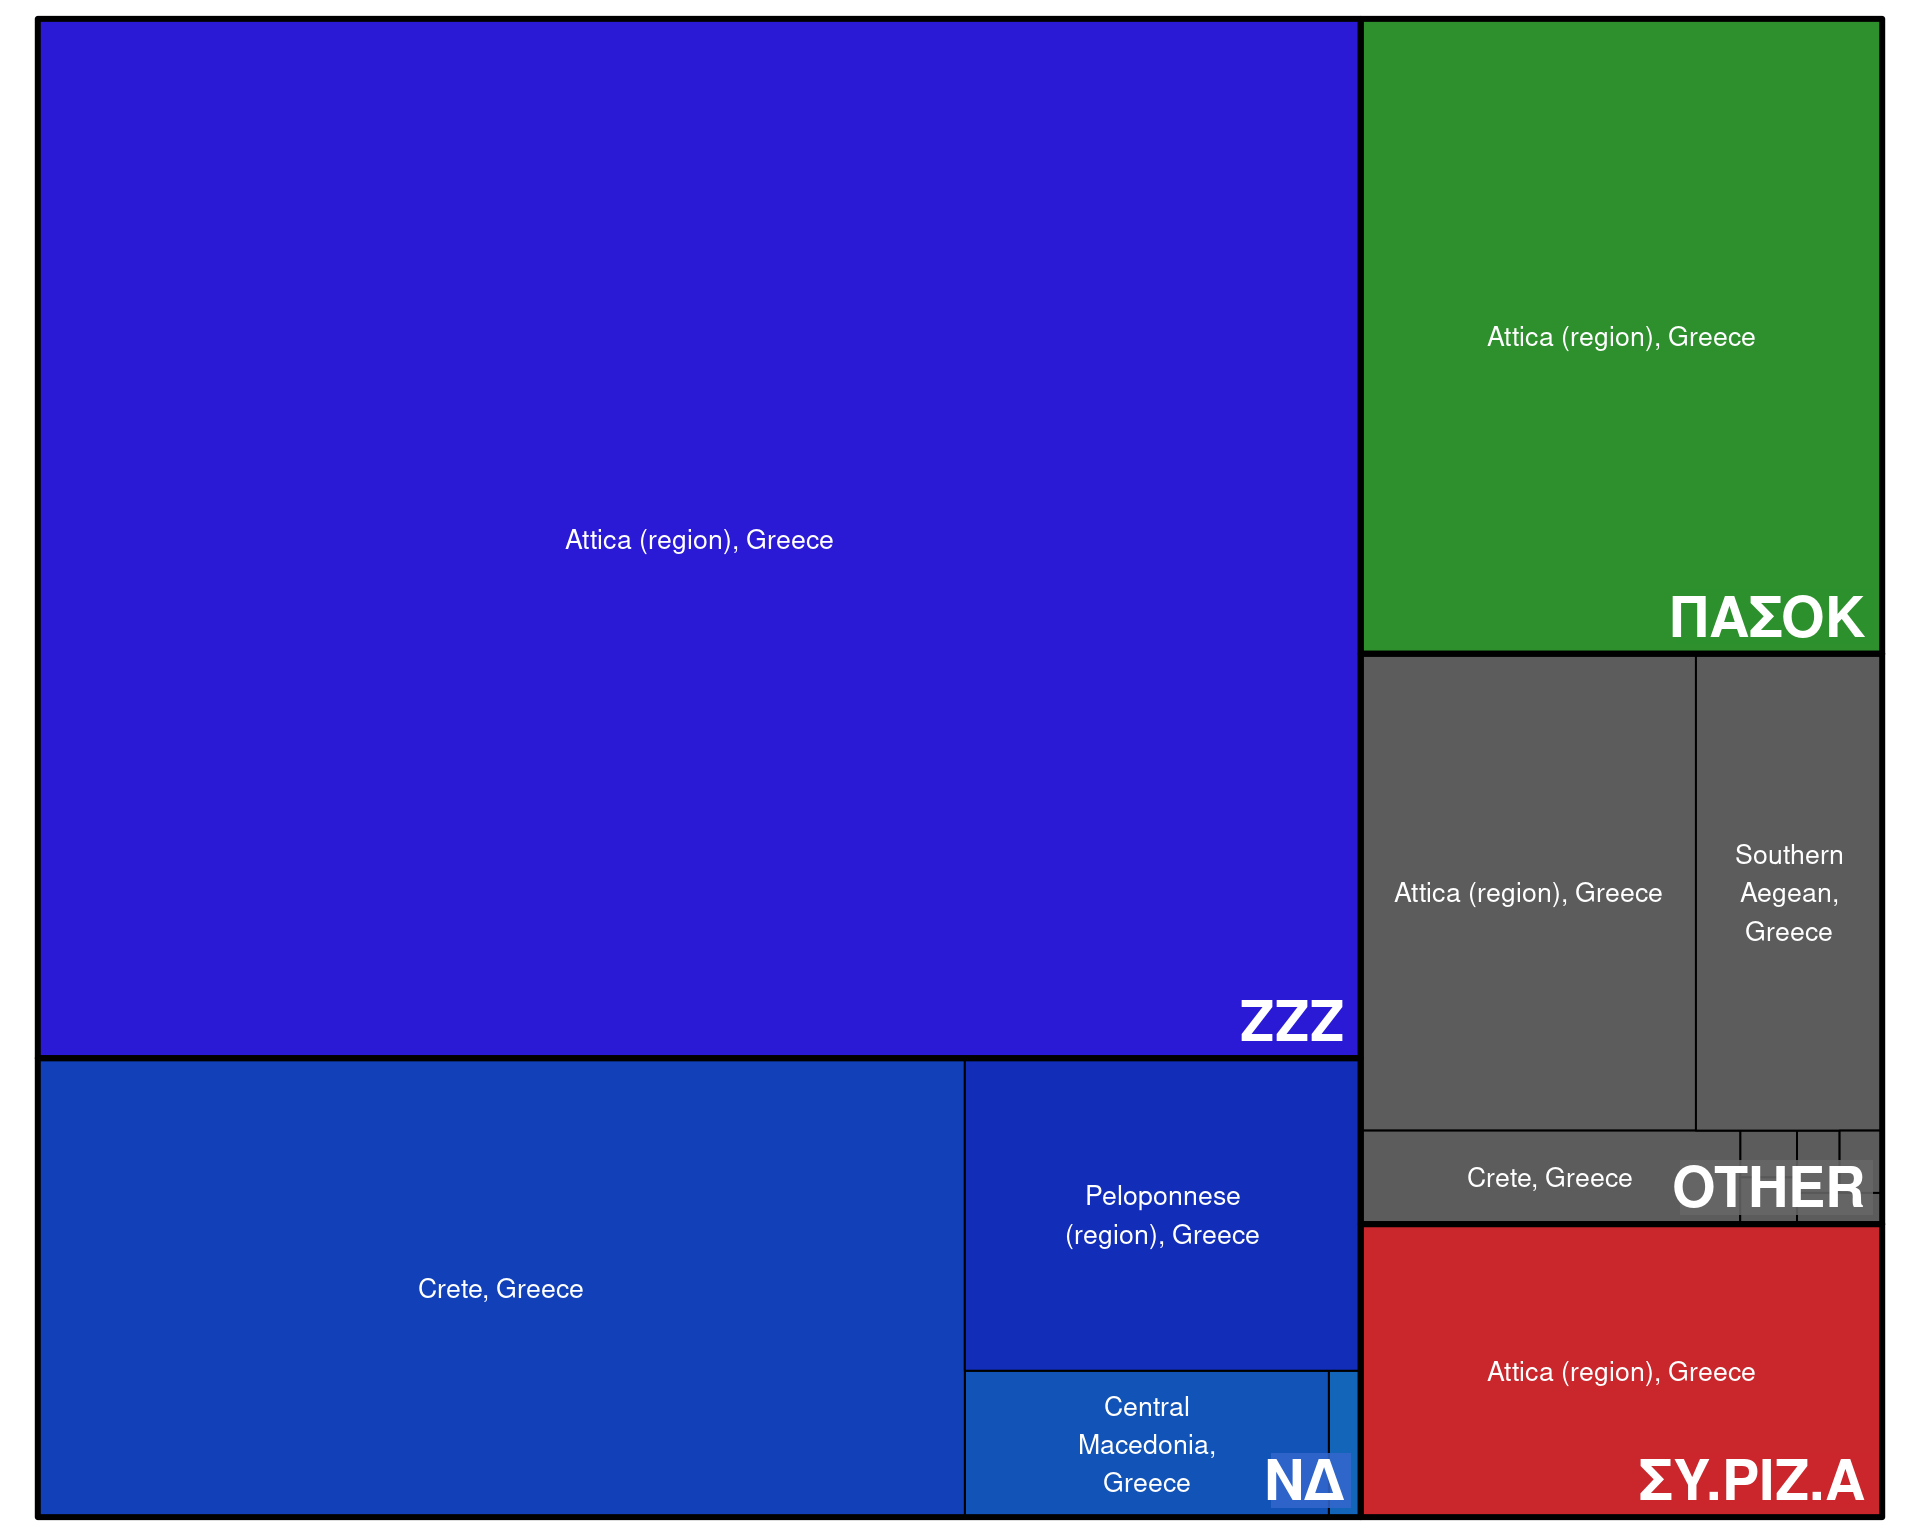 Attica (region), Greece
ZZZ
Crete, Greece
Peloponnese
(region), Greece
Central
Macedonia,
Greece
ΝΔ
Attica (region), Greece
ΠΑΣΟΚ
Attica (region), Greece
Southern
Aegean,
Greece
Crete, Greece
OTHER
Attica (region), Greece
ΣΥ.ΡΙΖ.Α